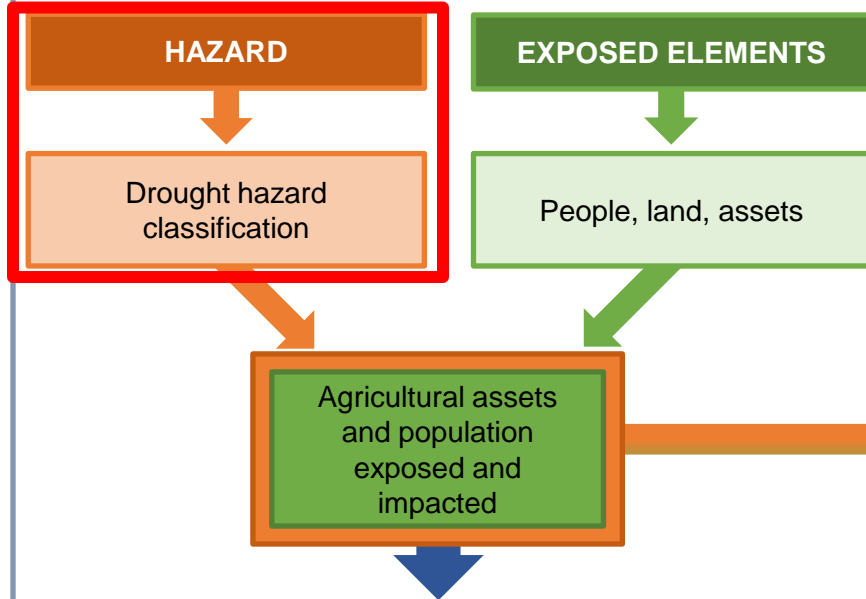 HAZARD
EXPOSED ELEMENTS
Drought hazard
classification
People, land, assets
Agricultural assets
and population
exposed and
impacted